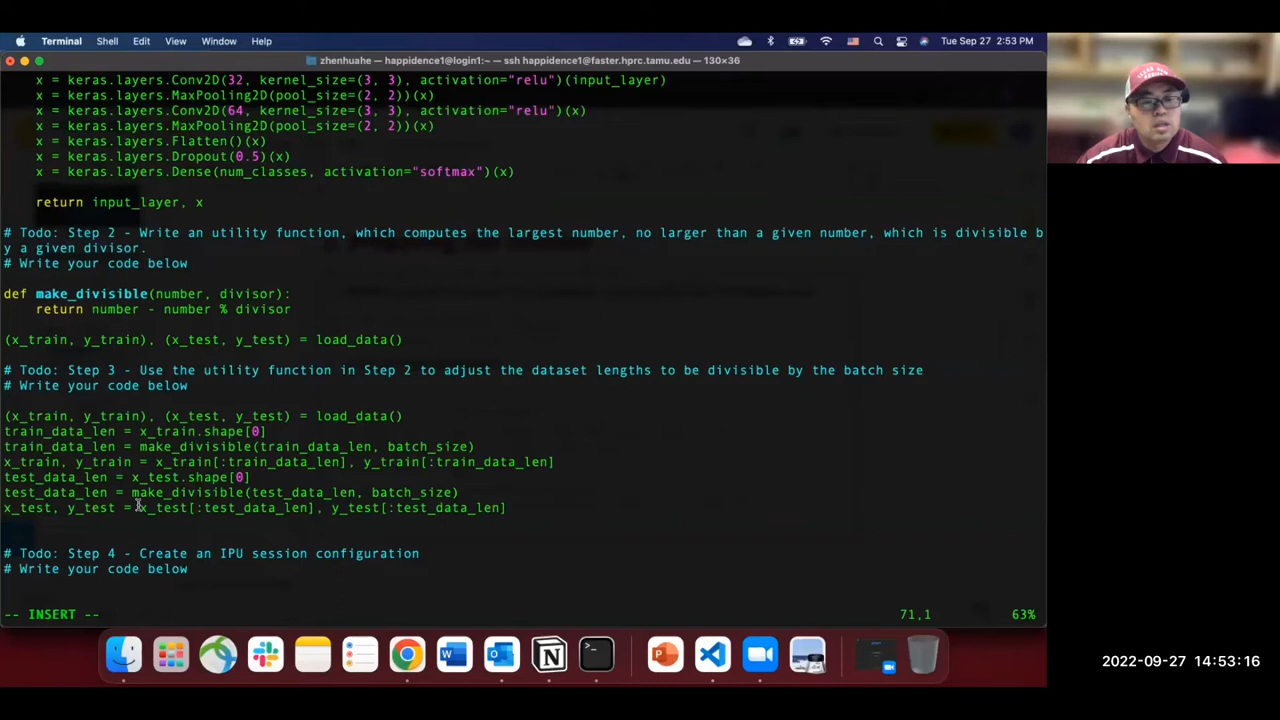 Terminal Shell Edit View Window Help Tue Sep 27 2:53 PM
zhenhuahe — happidence1@login1:~ — ssh happidence1@faster.hprc.tamu.edu — 130×36
x = keras.layers.Conv2D(32, kernel_size=(3, 3), activation="relu")(input_layer)
x = keras.layers.MaxPooling2D(pool_size=(2, 2))(x)
x = keras.layers.Conv2D(64, kernel_size=(3, 3), activation="relu")(x)
x = keras.layers.MaxPooling2D(pool_size=(2, 2))(x)
x = keras.layers.Flatten()(x)
x = keras.layers.Dropout(0.5)(x)
x = keras.layers.Dense(num_classes, activation="softmax")(x)
return input_layer, x
# Todo: Step 2 - Write an utility function, which computes the largest number, no larger than a given number, which is divisible b
y a given divisor.
# Write your code below
def make_divisible(number, divisor):
return number - number % divisor
(x_train, y_train), (x_test, y_test) = load_data()
# Todo: Step 3 - Use the utility function in Step 2 to adjust the dataset lengths to be divisible by the batch size
# Write your code below
(x_train, y_train), (x_test, y_test) = load_data()
train_data_len = x_train.shape[0]
train_data_len = make_divisible(train_data_len, batch_size)
x_train, y_train = x_train[:train_data_len], y_train[:train_data_len]
test_data_len = x_test.shape[0]
test_data_len = make_divisible(test_data_len, batch_size)
x_test, y_test = x_test[:test_data_len], y_test[:test_data_len]
# Todo: Step 4 - Create an IPU session configuration
# Write your code below
-- INSERT -- 71,1 63%
2022-09-27 14:53:16